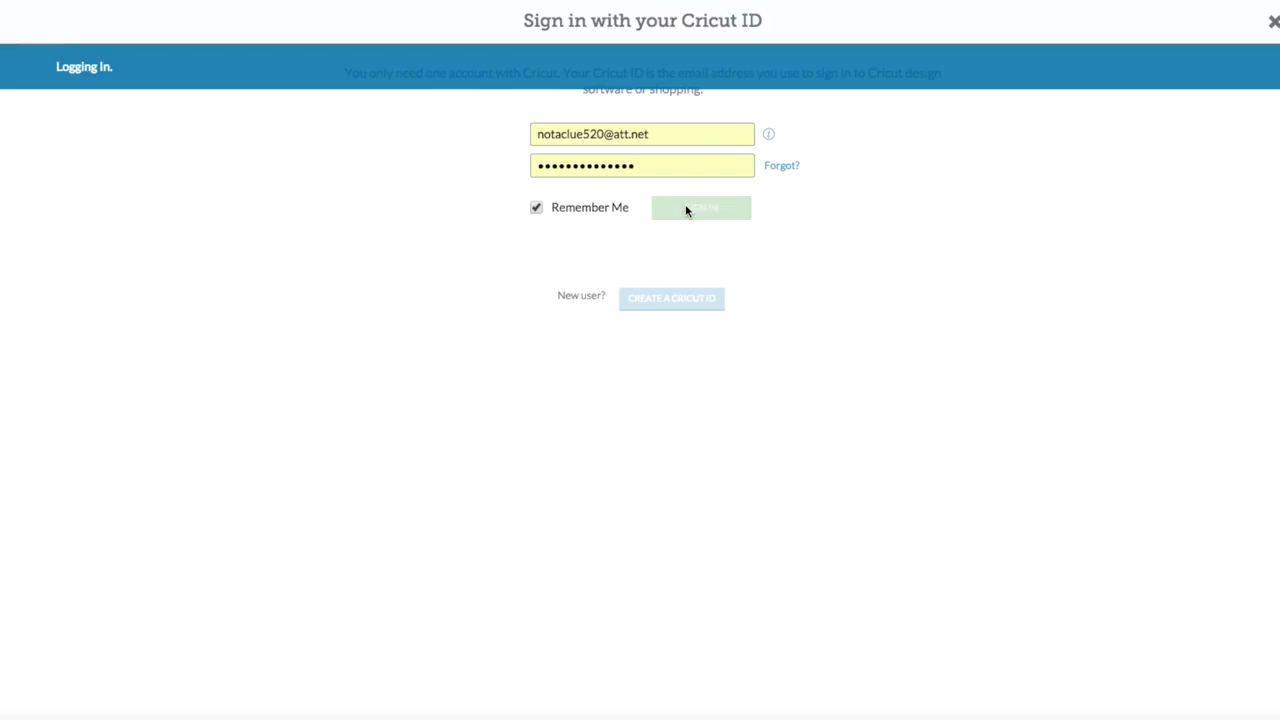 Sign in with your Cricut ID
Logging In.
You only need one account with Cricut. Your Cricut ID is the email address you use to sign in to Cricut design
software or shopping.
notaclue520@att.net
••••••••••••••
Forgot?
Remember Me
New user?
CREATE A CRICUT ID